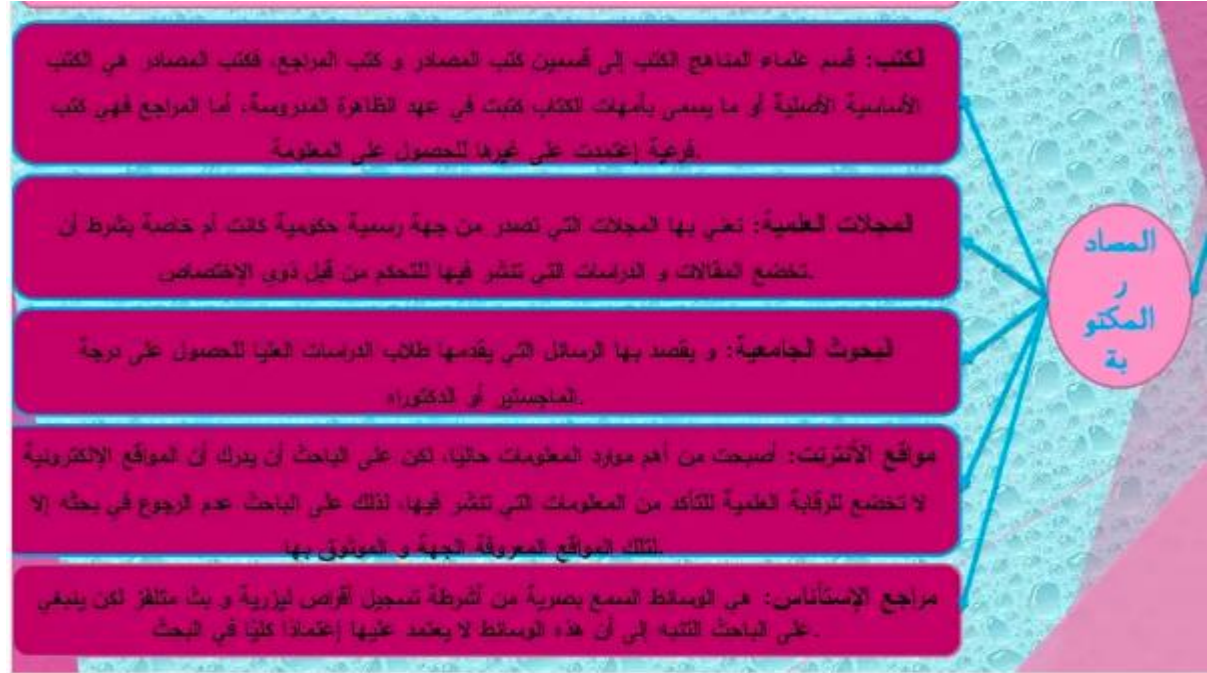 المصاد
ر
المكتو
بة
الكتب: قسم علماء المناهج الكتب إلى قسمين كتب المصادر و كتب المراجع، فكتب المصادر هي الكتب
الأساسية الأصلية أو ما يسمى بأمهات الكتاب كتبت في عهد الظاهرة المدروسة، أما المراجع فهي كتب
فرعية إعتمدت على غيرها للحصول على المعلومة.
المجلات العلمية: تعني بها المجلات التي تصدر من جهة رسمية حكومية كانت أم خاصة بشرط أن
تخضع المقالات و الدراسات التي تنشر فيها للتحكم من قبل ذوي الإختصاص.
البحوث الجامعية: و يقصد بها الرسائل التي يقدمها طلاب الدراسات العليا للحصول على درجة
الماجستير أو الدكتوراه.
مواقع الأنترنت: أصبحت من أهم موارد المعلومات حاليا، لكن على الباحث أن يدرك أن المواقع الإلكترونية
لا تخضع للرقابة العلمية للتأكد من المعلومات التي تنشر فيها، لذلك على الباحث عدم الرجوع في بحثه إلا
لتلك المواقع المعروفة الجهة و الموثوق بها.
مراجع الإستئناس: هي الوسائط السمع بصرية من أشرطة تسجيل أقراص ليزرية و بث متلفز لكن ينبغي
على الباحث التنبه إلى أن هذه الوسائط لا يعتمد عليها إعتمادا كليا في البحث.